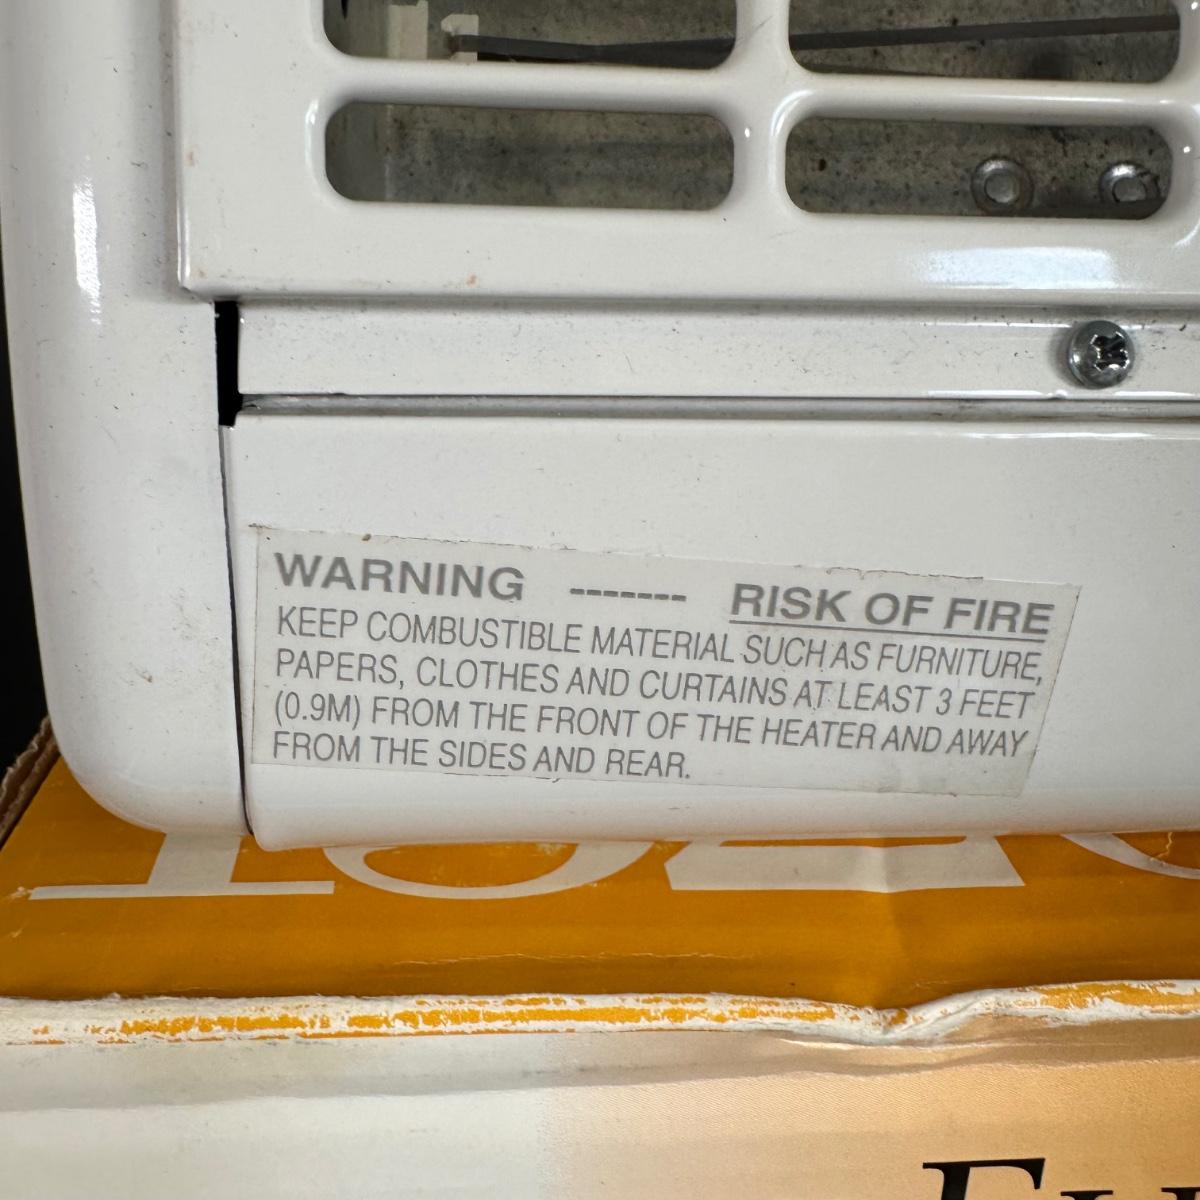 WARNING ------- RISK OF FIRE
KEEP COMBUSTIBLE MATERIAL SUCH AS FURNITURE,
PAPERS, CLOTHES AND CURTAINS AT LEAST 3 FEET
(0.9M) FROM THE FRONT OF THE HEATER AND AWAY
FROM THE SIDES AND REAR.